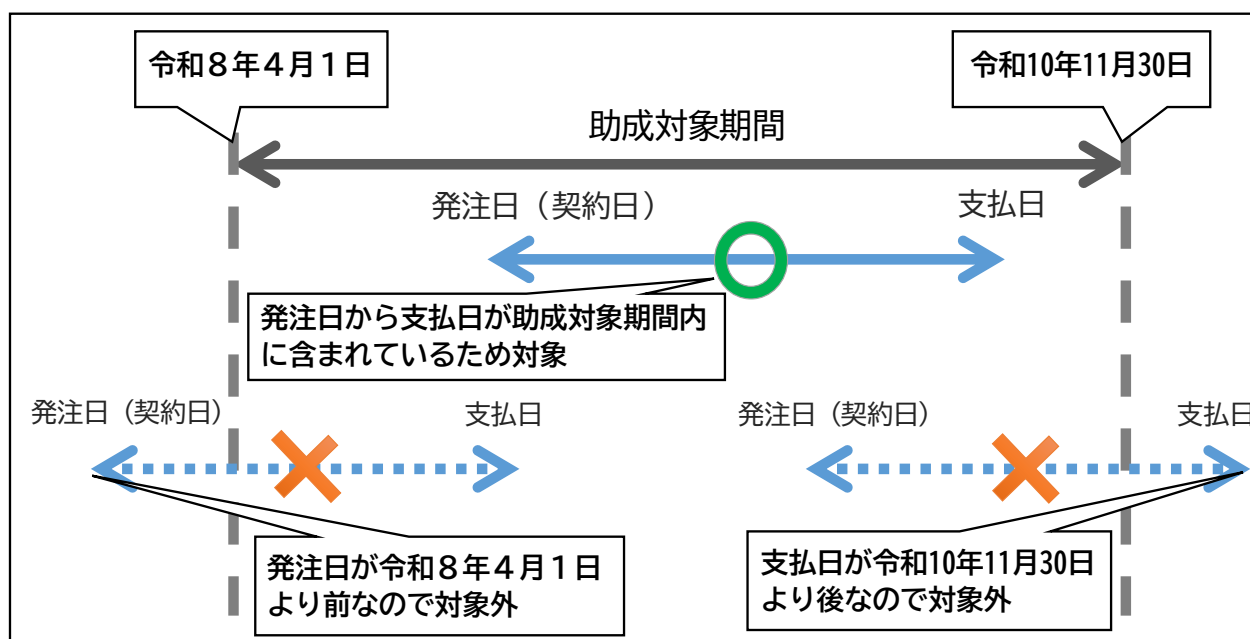 令和８年４月１日
令和10年11月30日
助成対象期間
発注日（契約日）
支払日
発注日から支払日が助成対象期間内
に含まれているため対象
発注日（契約日）
支払日
発注日（契約日）
支払日
発注日が令和８年４月１日
より前なので対象外
支払日が令和10年11月30日
より後なので対象外